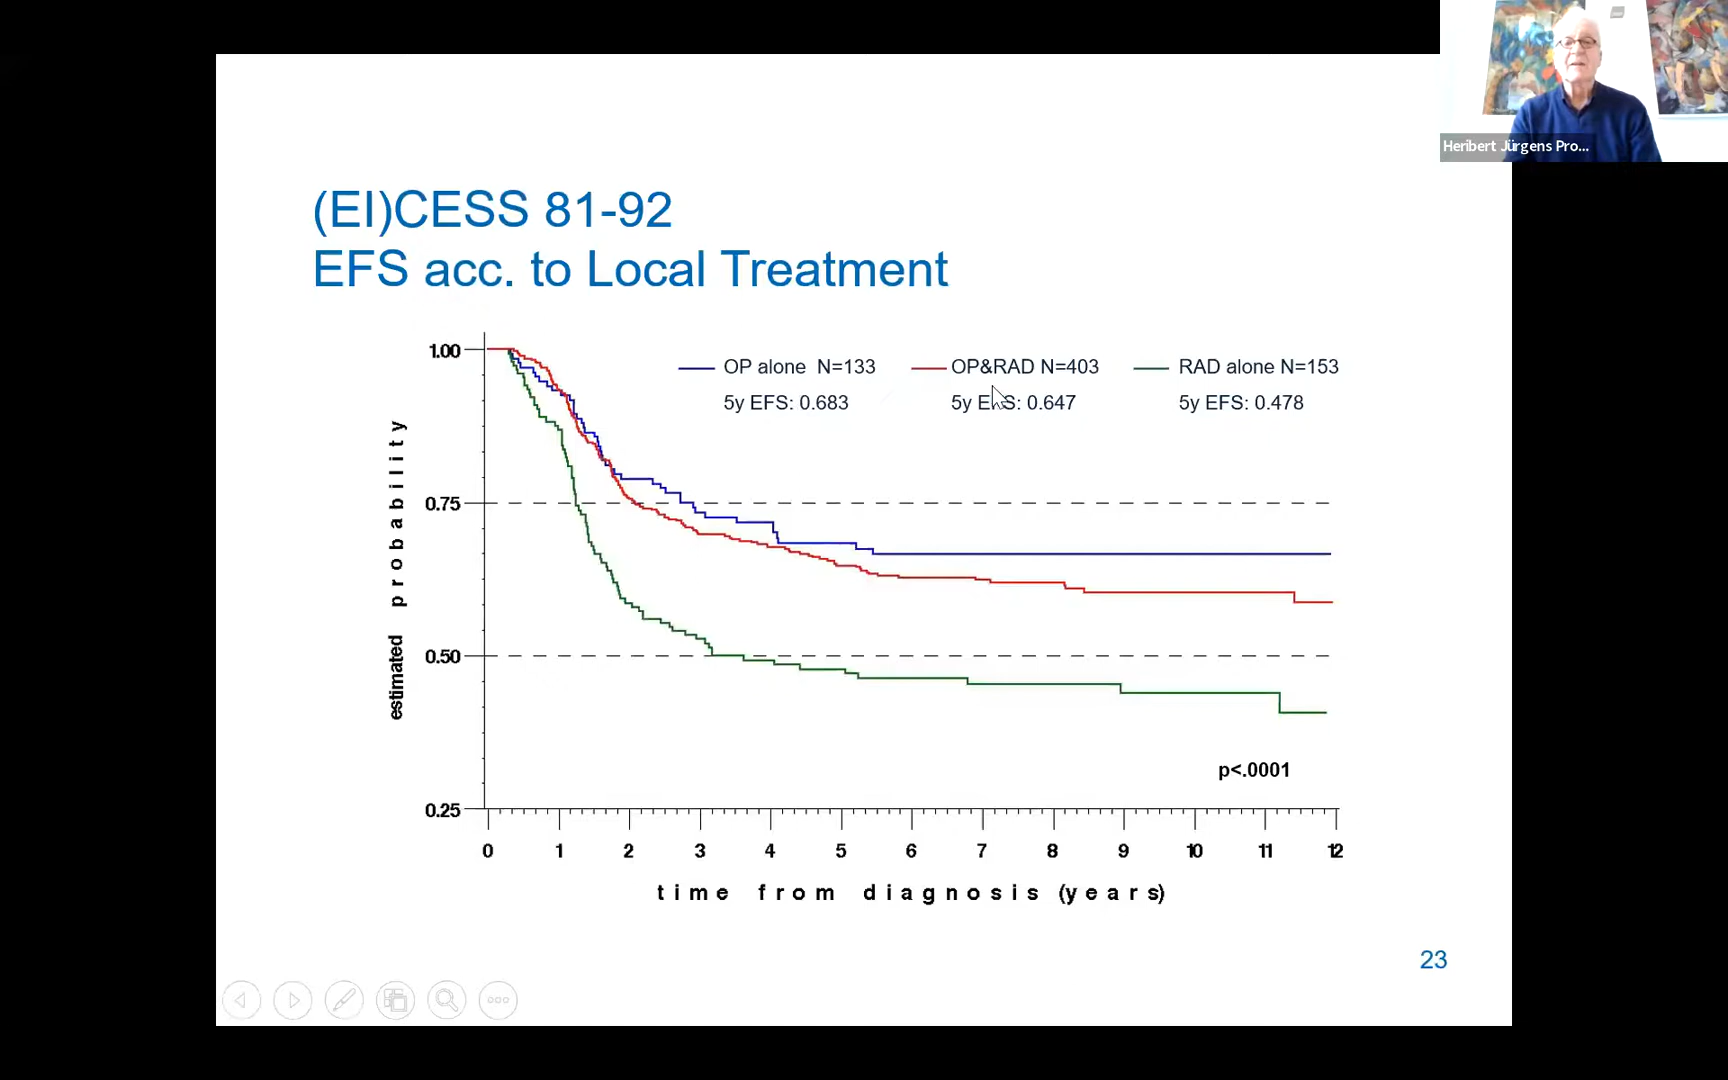 Heribert Jürgens Pro...
(EI)CESS 81-92
EFS acc. to Local Treatment
OP alone N=133
5y EFS: 0.683
OP&RAD N=403
5y EFS: 0.647
RAD alone N=153
5y EFS: 0.478
estimated probability
1.00
0.75
0.50
0.25
p<.0001
0 1 2 3 4 5 6 7 8 9 10 11 12
time from diagnosis (years)
23